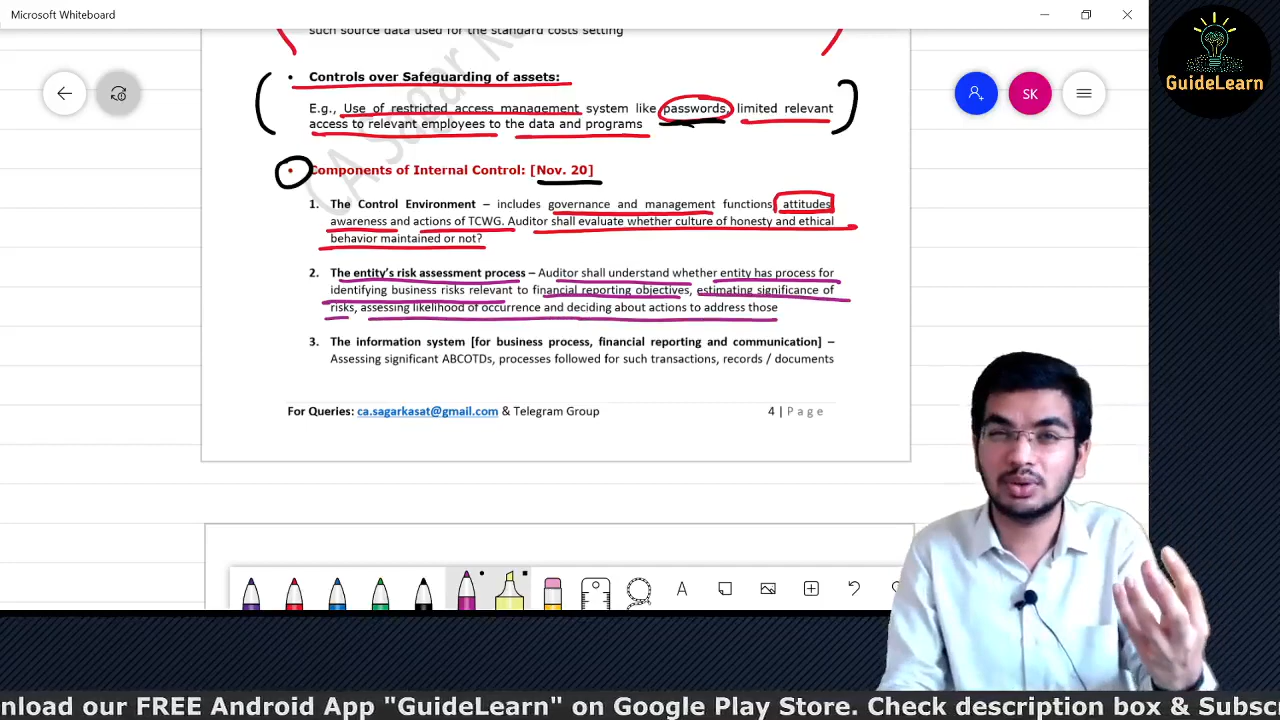 Microsoft Whiteboard
such source data used for the standard costs setting
• Controls over Safeguarding of assets:
E.g., Use of restricted access management system like passwords, limited relevant
access to relevant employees to the data and programs
• Components of Internal Control: [Nov. 20]
1. The Control Environment – includes governance and management functions, attitudes
awareness and actions of TCWG. Auditor shall evaluate whether culture of honesty and ethical
behavior maintained or not?
2. The entity's risk assessment process – Auditor shall understand whether entity has process for
identifying business risks relevant to financial reporting objectives, estimating significance of
risks, assessing likelihood of occurrence and deciding about actions to address those
3. The information system [for business process, financial reporting and communication] –
Assessing significant ABCOTDs, processes followed for such transactions, records / documents
For Queries: ca.sagarkasat@gmail.com & Telegram Group
4 | Page
SK
GuideLearn
A
nload our FREE Android App "GuideLearn" on Google Play Store. Check description box & Subsc